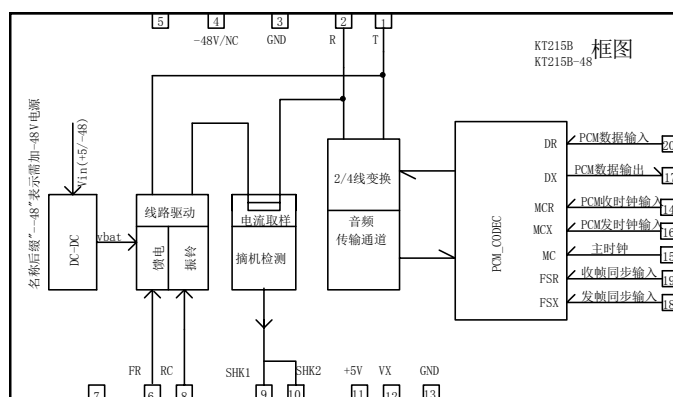 5
4
3
2
1
-48V/NC
GND
R
T
KT215B
KT215B-48
框图
名称后缀"--48"表示需加-48V电源
Vin(+5/-48)
DC-DC
vbat
线路驱动
馈电
振铃
电流取样
摘机检测
2/4线变换
音频
传输通道
PCM_CODEC
DR
PCM数据输入
20
DX
PCM数据输出
17
MCR
PCM收时钟输入
14
MCX
PCM发时钟输入
16
MC
主时钟
15
FSR
收帧同步输入
19
FSX
发帧同步输入
18
FR
RC
SHK1
SHK2
+5V
VX
GND
7
6
8
9
10
11
12
13